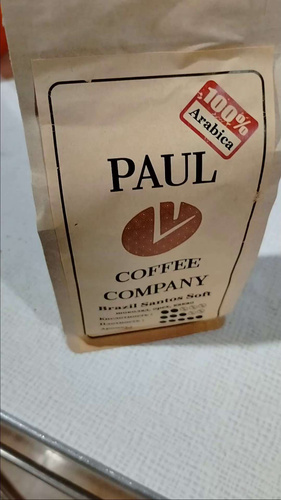 100%
Arabica
PAUL
COFFEE
COMPANY
Brazil Santos Soft